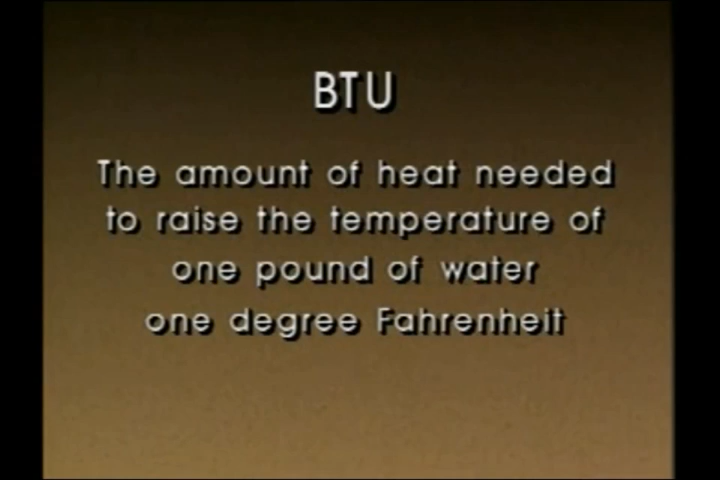 BTU
The amount of heat needed
to raise the temperature of
one pound of water
one degree Fahrenheit